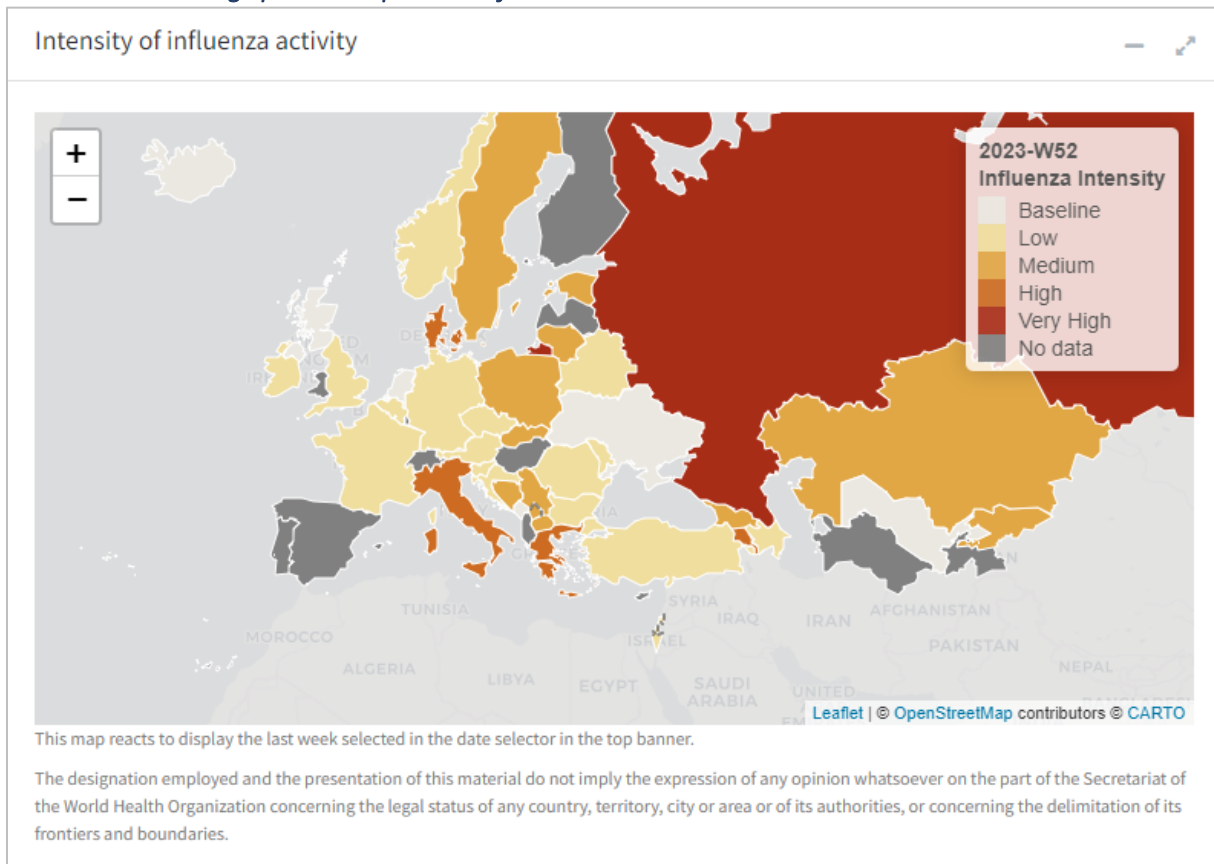 Intensity of influenza activity
+
−
2023-W52
Influenza Intensity
Baseline
Low
Medium
High
Very High
No data
TUNISIA
MOROCCO
ALGERIA
LIBYA
EGYPT
ISRAEL
SYRIA
IRAQ
IRAN
AFGHANISTAN
PAKISTAN
NEPAL
SAUDI
ARABIA
UNITED
Leaflet | © OpenStreetMap contributors © CARTO
This map reacts to display the last week selected in the date selector in the top banner.
The designation employed and the presentation of this material do not imply the expression of any opinion whatsoever on the part of the Secretariat of
the World Health Organization concerning the legal status of any country, territory, city or area or of its authorities, or concerning the delimitation of its
frontiers and boundaries.